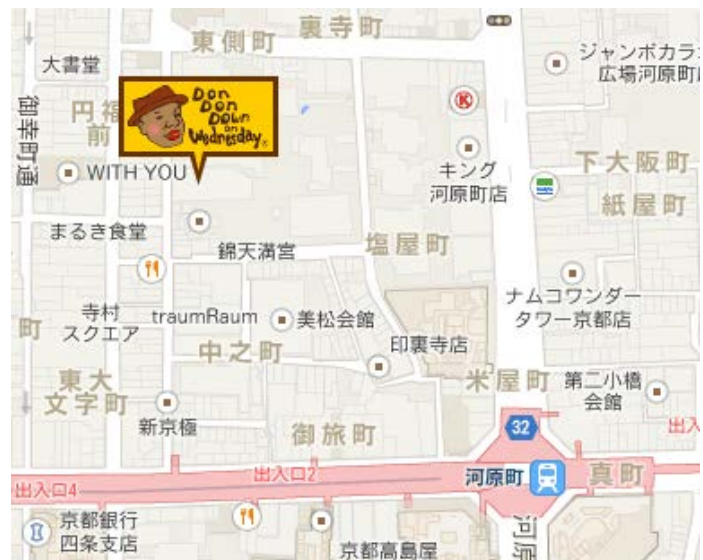 東側町
裏寺町
大書堂
ジャンボカラオ
広場河原町店
御幸町通
円福
前
Don
Don
Down
on
Wednesday
WITH YOU
キング
河原町店
下大阪町
紙屋町
まるき食堂
錦天満宮
塩屋町
ナムコワンダー
タワー京都店
寺村
スクエア
traumRaum
美松会館
印裏寺店
町
中之町
米屋町
第二小橋
会館
東大
文字町
新京極
御旅町
32
出入
出入口2
出入口4
河原町
真町
京都銀行
四条支店
京都高島屋
河原